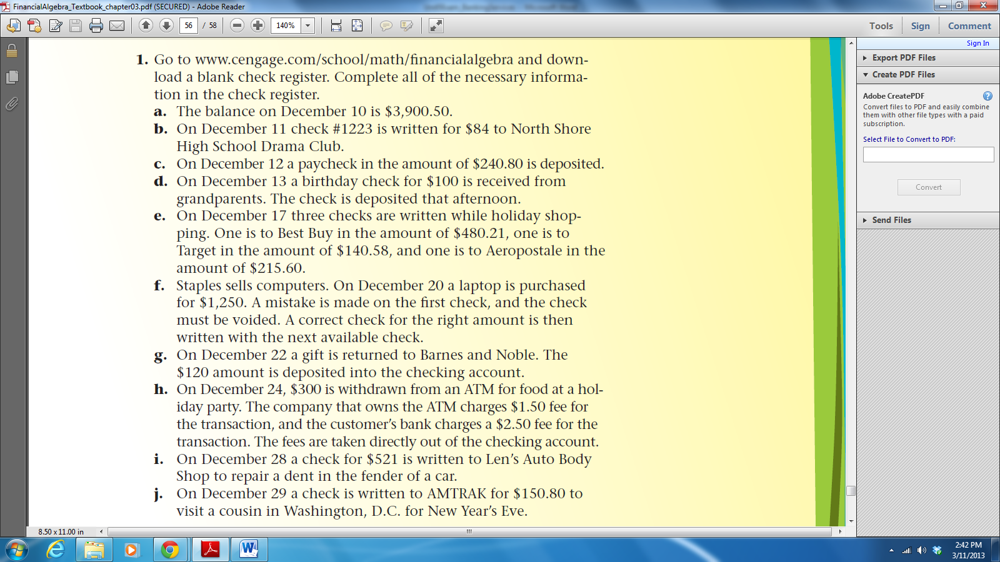 FinancialAlgebra_Textbook_chapter03.pdf (SECURED) - Adobe Reader
56 / 58
140%
Tools
Sign
Comment
Sign In
Export PDF Files
Create PDF Files
Adobe CreatePDF
Convert files to PDF and easily combine
them with other file types with a paid
subscription.
Select File to Convert to PDF:
Convert
Send Files
1. Go to www.cengage.com/school/math/financialalgebra and down-
load a blank check register. Complete all of the necessary informa-
tion in the check register.
a. The balance on December 10 is $3,900.50.
b. On December 11 check #1223 is written for $84 to North Shore
High School Drama Club.
c. On December 12 a paycheck in the amount of $240.80 is deposited.
d. On December 13 a birthday check for $100 is received from
grandparents. The check is deposited that afternoon.
e. On December 17 three checks are written while holiday shop-
ping. One is to Best Buy in the amount of $480.21, one is to
Target in the amount of $140.58, and one is to Aeropostale in the
amount of $215.60.
f. Staples sells computers. On December 20 a laptop is purchased
for $1,250. A mistake is made on the first check, and the check
must be voided. A correct check for the right amount is then
written with the next available check.
g. On December 22 a gift is returned to Barnes and Noble. The
$120 amount is deposited into the checking account.
h. On December 24, $300 is withdrawn from an ATM for food at a hol-
iday party. The company that owns the ATM charges $1.50 fee for
the transaction, and the customer's bank charges a $2.50 fee for the
transaction. The fees are taken directly out of the checking account.
i. On December 28 a check for $521 is written to Len's Auto Body
Shop to repair a dent in the fender of a car.
j. On December 29 a check is written to AMTRAK for $150.80 to
visit a cousin in Washington, D.C. for New Year's Eve.
8.50 x 11.00 in
2:42 PM
3/11/2013